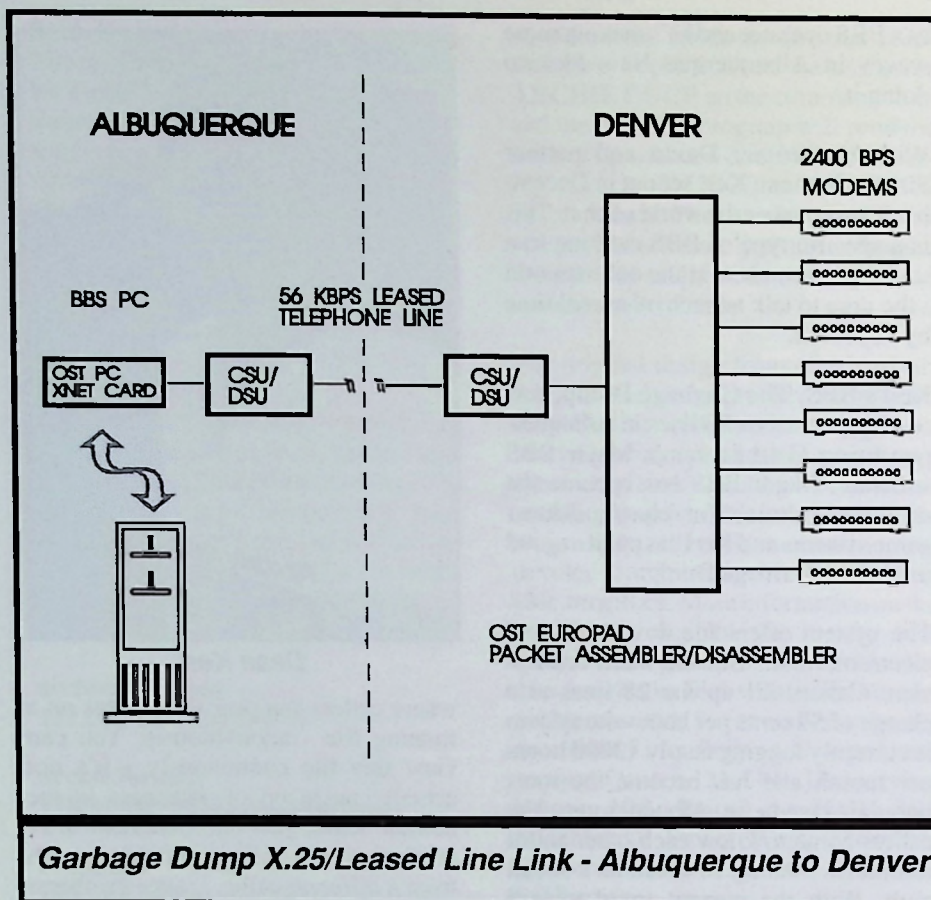 ALBUQUERQUE
DENVER
2400 BPS
MODEMS
BBS PC
56 KBPS LEASED
TELEPHONE LINE
OST PC
XNET CARD
CSU/
DSU
CSU/
DSU
OST EUROPAD
PACKET ASSEMBLER/DISASSEMBLER
Garbage Dump X.25/Leased Line Link - Albuquerque to Denver